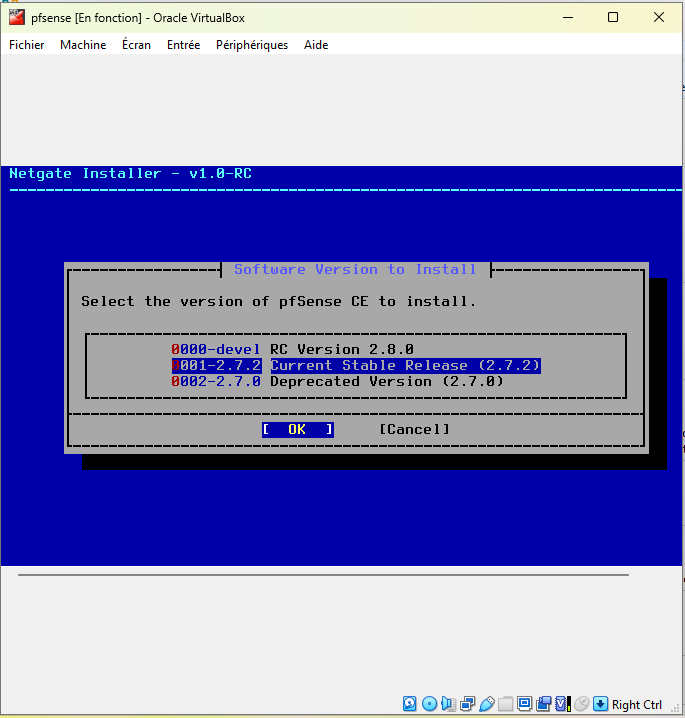 pfsense [En fonction] - Oracle VirtualBox
Fichier Machine Écran Entrée Périphériques Aide
Netgate Installer - v1.0-RC
Software Version to Install
Select the version of pfSense CE to install.
0000-devel RC Version 2.8.0
0001-2.7.2 Current Stable Release (2.7.2)
0002-2.7.0 Deprecated Version (2.7.0)
[ OK ] [Cancel]
Right Ctrl